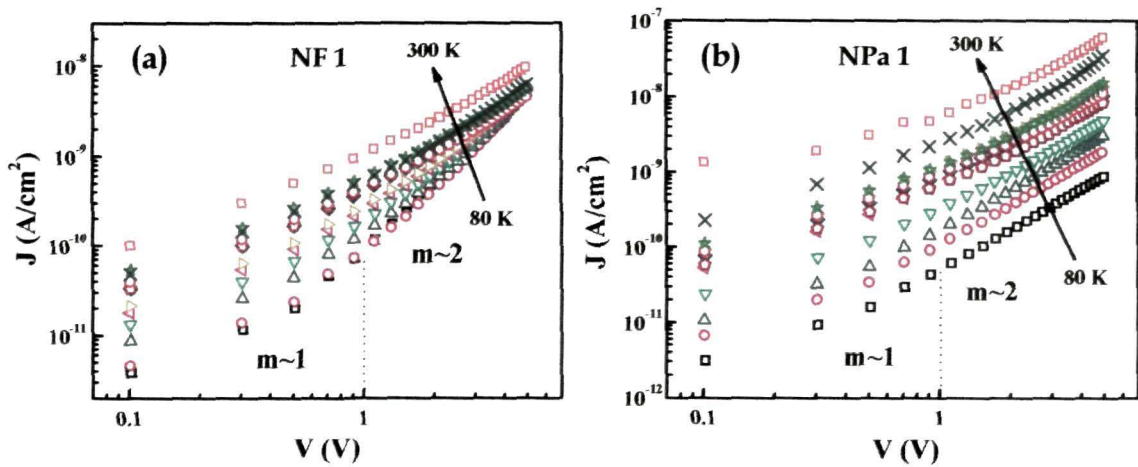 (a)
NF 1
300 K
80 K
m~2
m~1
10⁻⁸
10⁻⁹
10⁻¹⁰
10⁻¹¹
J (A/cm²)
0.1
1
V (V)
(b)
NPa 1
300 K
80 K
m~2
m~1
10⁻⁷
10⁻⁸
10⁻⁹
10⁻¹⁰
10⁻¹¹
10⁻¹²
J (A/cm²)
0.1
1
V (V)